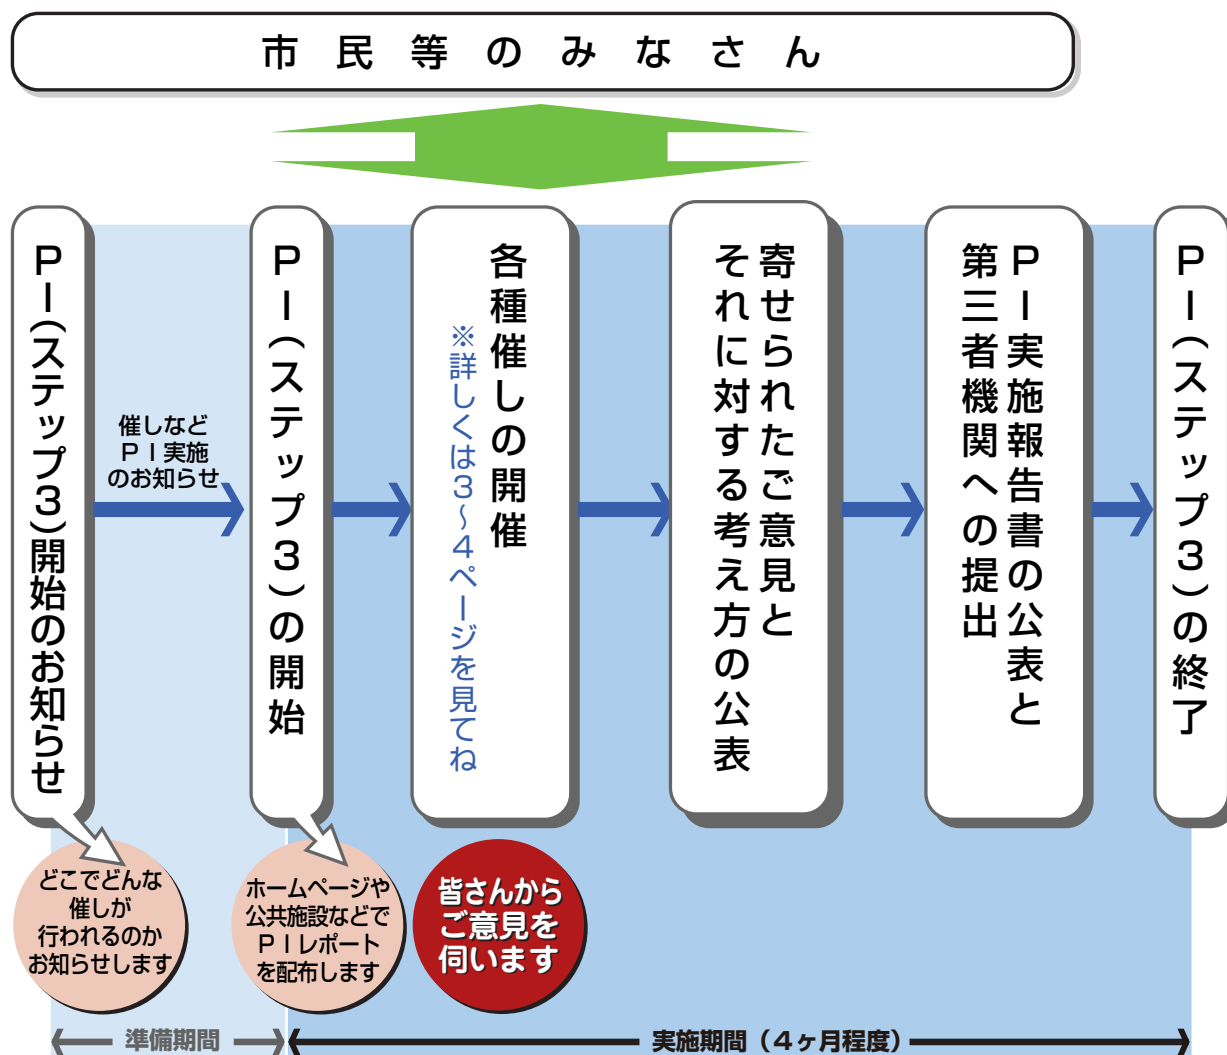 市民等のみなさん
PI(ステップ3)開始のお知らせ
催しなど
PI実施
のお知らせ
PI(ステップ3)の開始
各種催しの開催
※詳しくは3~4ページを見てね
寄せられたご意見と
それに対する考え方の公表
PI実施報告書の公表と
第三者機関への提出
PI(ステップ3)の終了
どこでどんな
催しが
行われるのか
お知らせします
ホームページや
公共施設などで
PIレポート
を配布します
皆さんから
ご意見を
伺います
準備期間
実施期間(4ヶ月程度)